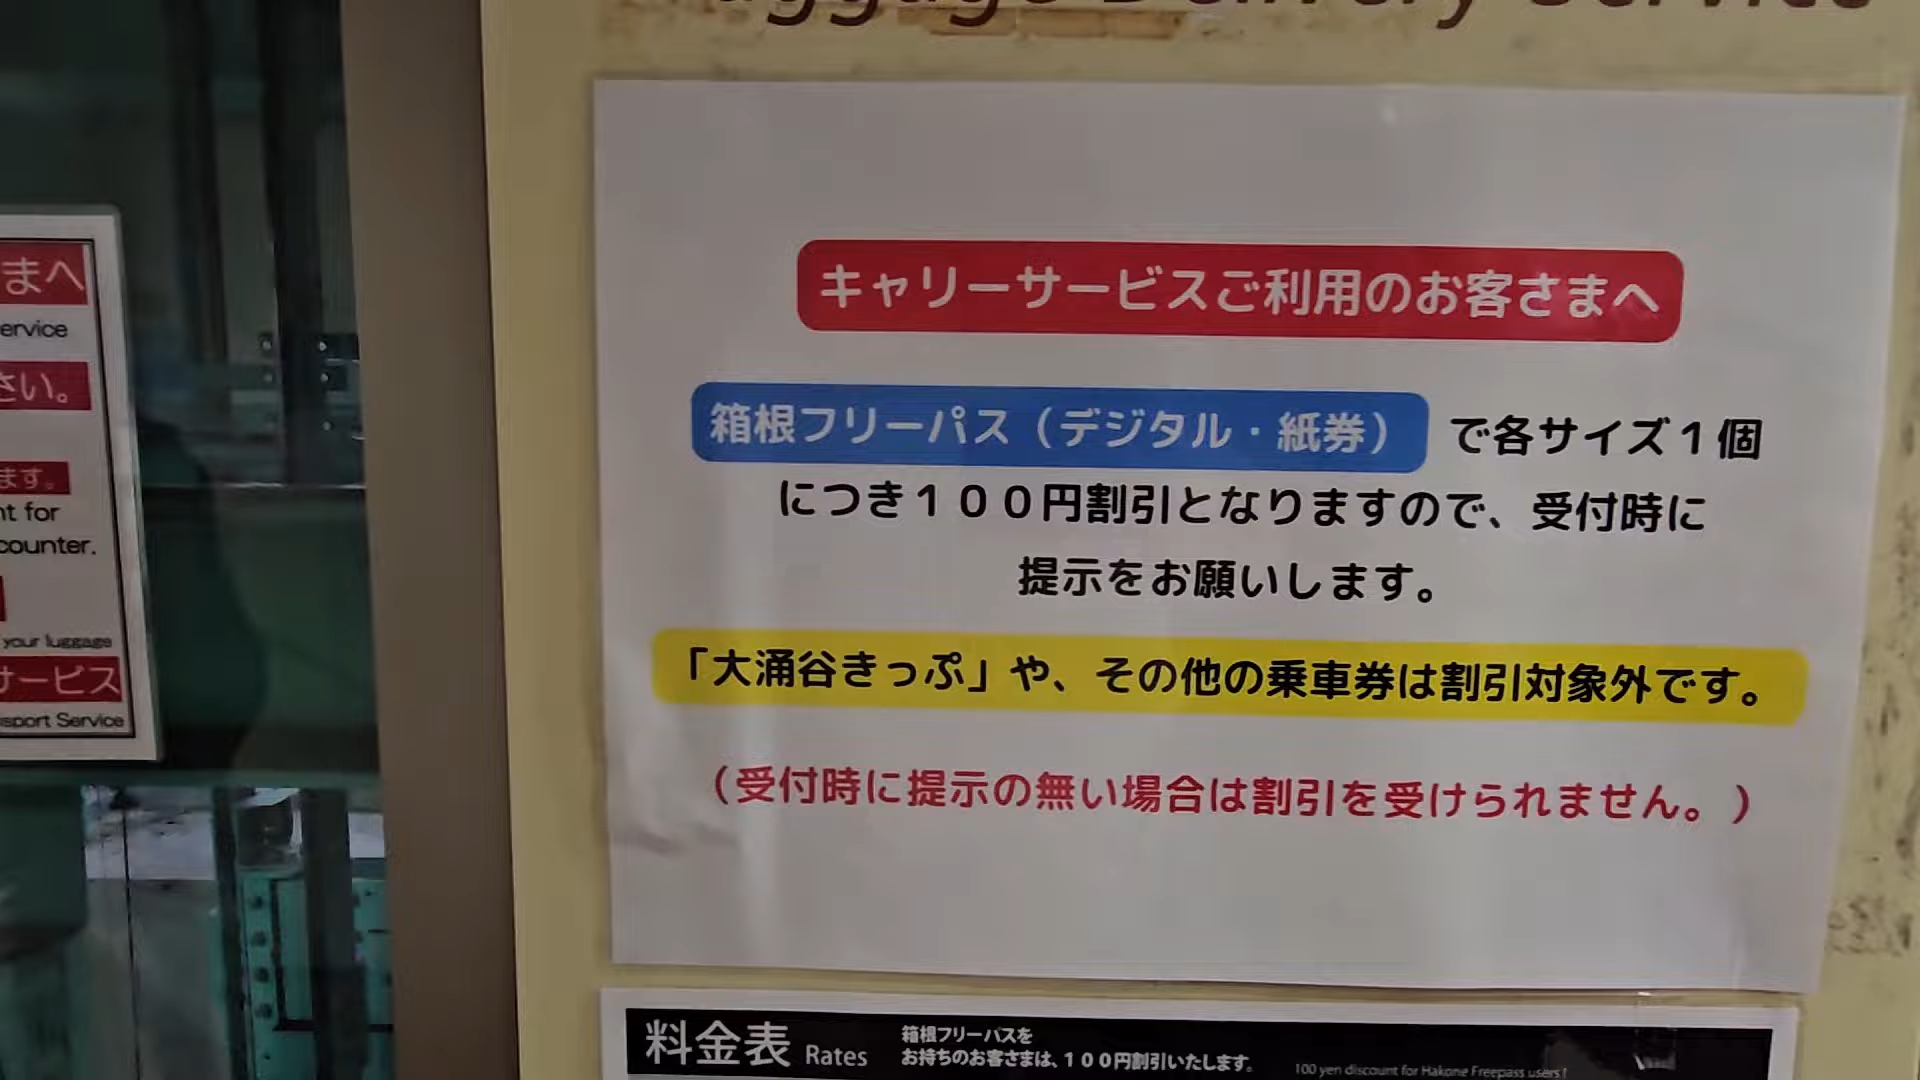 Luggage Delivery Service
キャリーサービスご利用のお客さまへ
箱根フリーパス（デジタル・紙券）で各サイズ１個
につき１００円割引となりますので、受付時に
提示をお願いします。
「大涌谷きっぷ」や、その他の乗車券は割引対象外です。
（受付時に提示の無い場合は割引を受けられません。）
料金表 Rates
箱根フリーパスを
お持ちのお客さまは、１００円割引いたします。
100 yen discount for Hakone Freepass users!
まへ
ervice
さい。
ます。
nt for
counter.
your luggage
サービス
sport Service